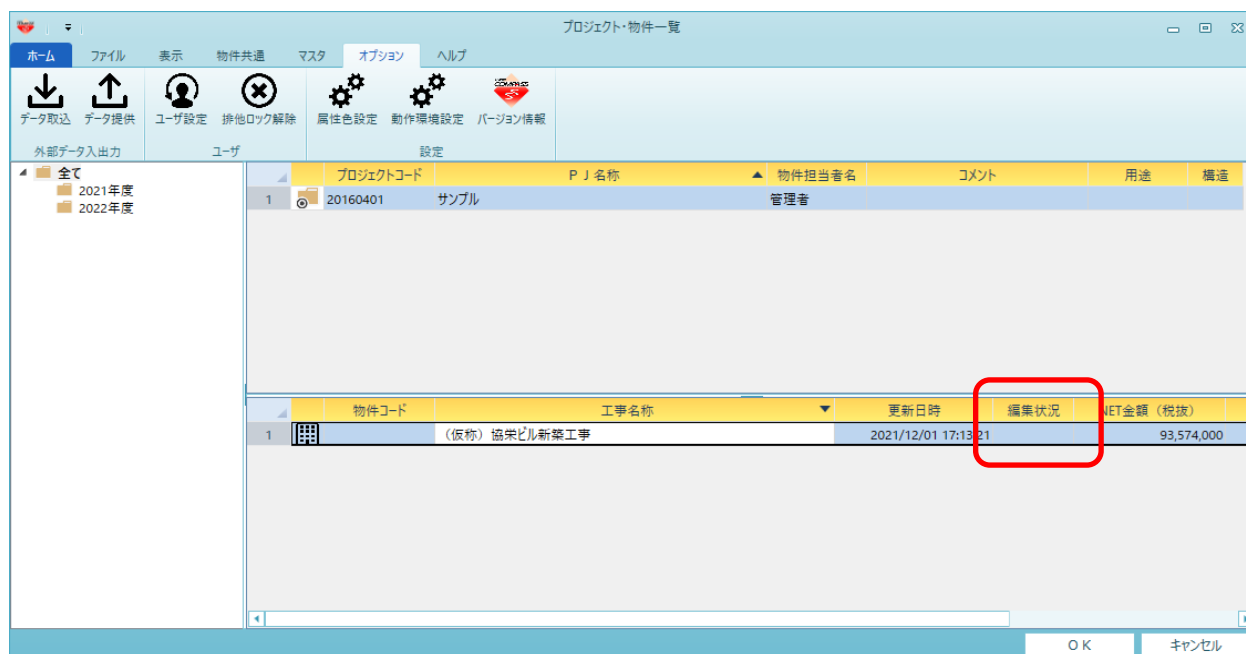 プロジェクト・物件一覧
ホーム ファイル 表示 物件共通 マスタ オプション ヘルプ
データ取込 データ提供 ユーザ設定 排他ロック解除 属性色設定 動作環境設定 バージョン情報
外部データ入出力 ユーザ 設定
全て
2021年度
2022年度
プロジェクトコード ＰＪ名称 物件担当者名 コメント 用途 構造
1 20160401 サンプル 管理者
物件コード 工事名称 更新日時 編集状況 NET金額（税抜）
1 （仮称）協栄ビル新築工事 2021/12/01 17:13:21 93,574,000
ＯＫ キャンセル